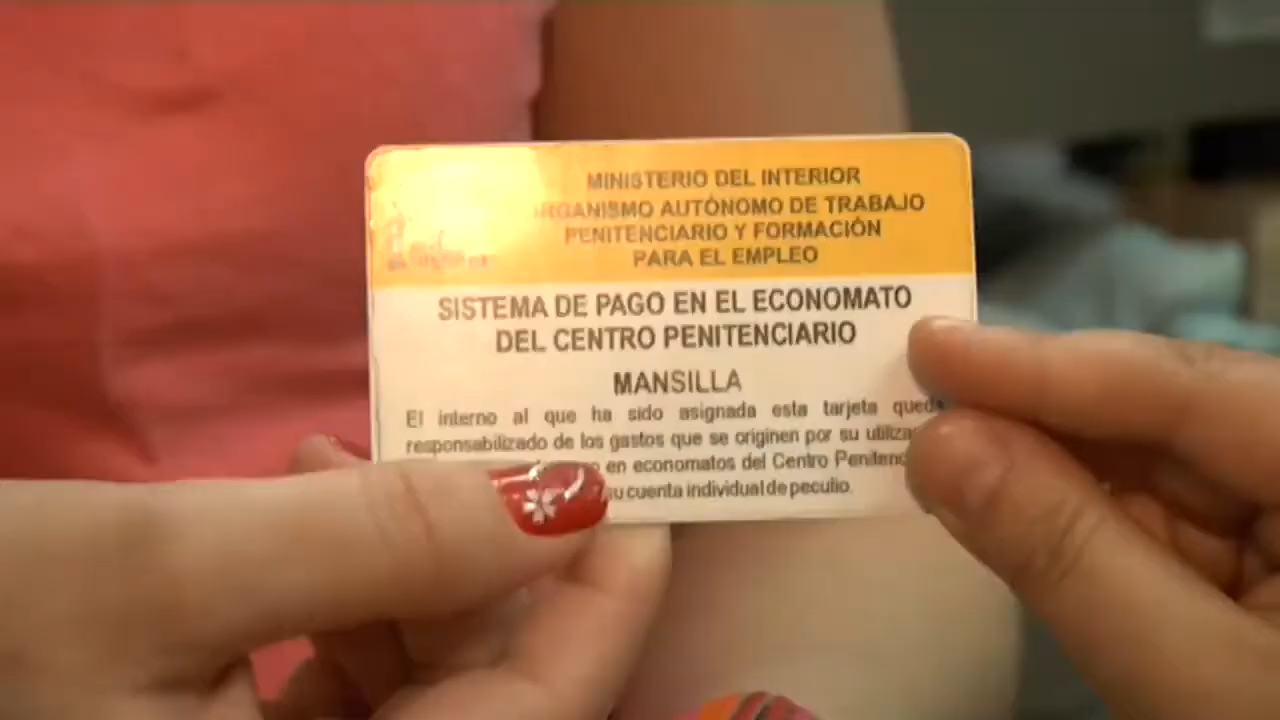 MINISTERIO DEL INTERIOR
ORGANISMO AUTÓNOMO DE TRABAJO
PENITENCIARIO Y FORMACIÓN
PARA EL EMPLEO
SISTEMA DE PAGO EN EL ECONOMATO
DEL CENTRO PENITENCIARIO
MANSILLA
El interno al que ha sido asignada esta tarjeta queda
responsabilizado de los gastos que se originen por su
en economatos del Centro
su cuenta individual de peculio.